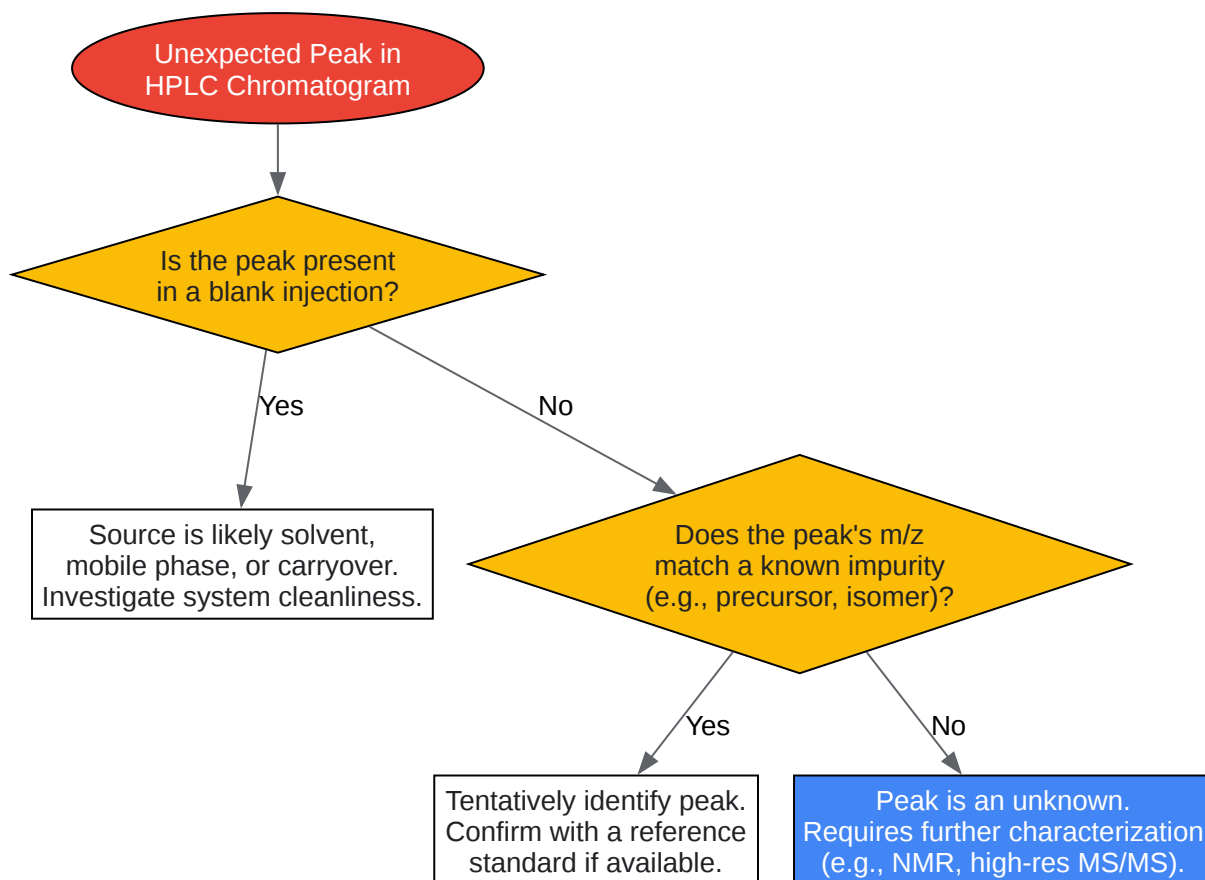 Unexpected Peak in
HPLC Chromatogram
Is the peak present
in a blank injection?
Yes
No
Source is likely solvent,
mobile phase, or carryover.
Investigate system cleanliness.
Does the peak's m/z
match a known impurity
(e.g., precursor, isomer)?
Yes
No
Tentatively identify peak.
Confirm with a reference
standard if available.
Peak is an unknown.
Requires further characterization
(e.g., NMR, high-res MS/MS).